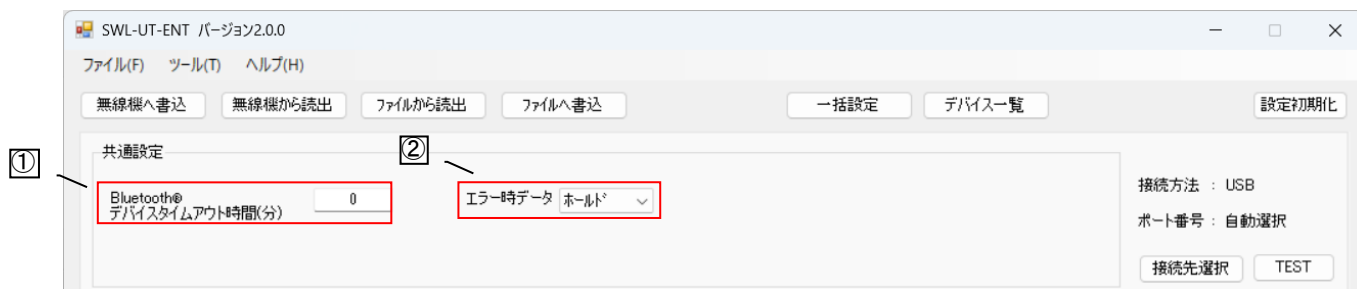 SWL-UT-ENT バージョン2.0.0
ファイル(F) ツール(T) ヘルプ(H)
無線機へ書込 無線機から読出 ファイルから読出 ファイルへ書込 一括設定 デバイス一覧 設定初期化
共通設定
①
②
Bluetooth®
デバイスタイムアウト時間(分) 0
エラー時データ ホールド
接続方法 : USB
ポート番号 : 自動選択
接続先選択 TEST